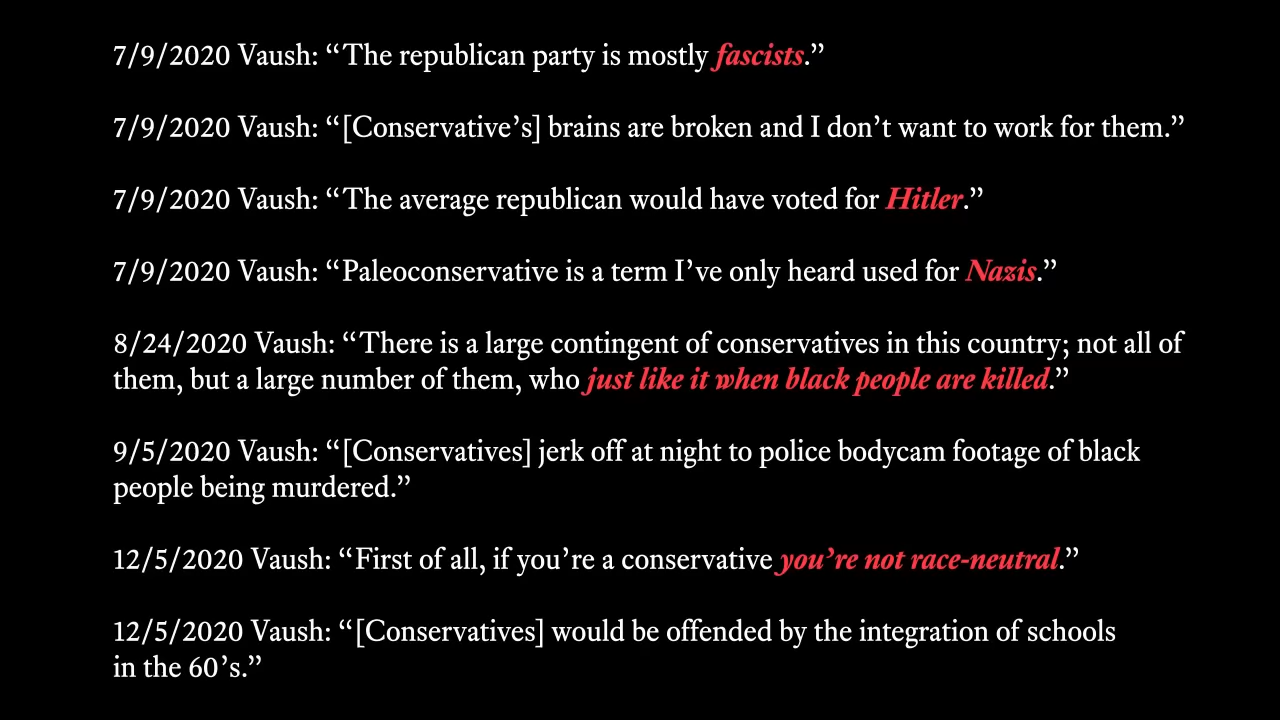 7/9/2020 Vaush: “The republican party is mostly fascists.”
7/9/2020 Vaush: “[Conservative’s] brains are broken and I don’t want to work for them.”
7/9/2020 Vaush: “The average republican would have voted for Hitler.”
7/9/2020 Vaush: “Paleoconservative is a term I’ve only heard used for Nazis.”
8/24/2020 Vaush: “There is a large contingent of conservatives in this country; not all of
them, but a large number of them, who just like it when black people are killed.”
9/5/2020 Vaush: “[Conservatives] jerk off at night to police bodycam footage of black
people being murdered.”
12/5/2020 Vaush: “First of all, if you’re a conservative you’re not race-neutral.”
12/5/2020 Vaush: “[Conservatives] would be offended by the integration of schools
in the 60’s.”